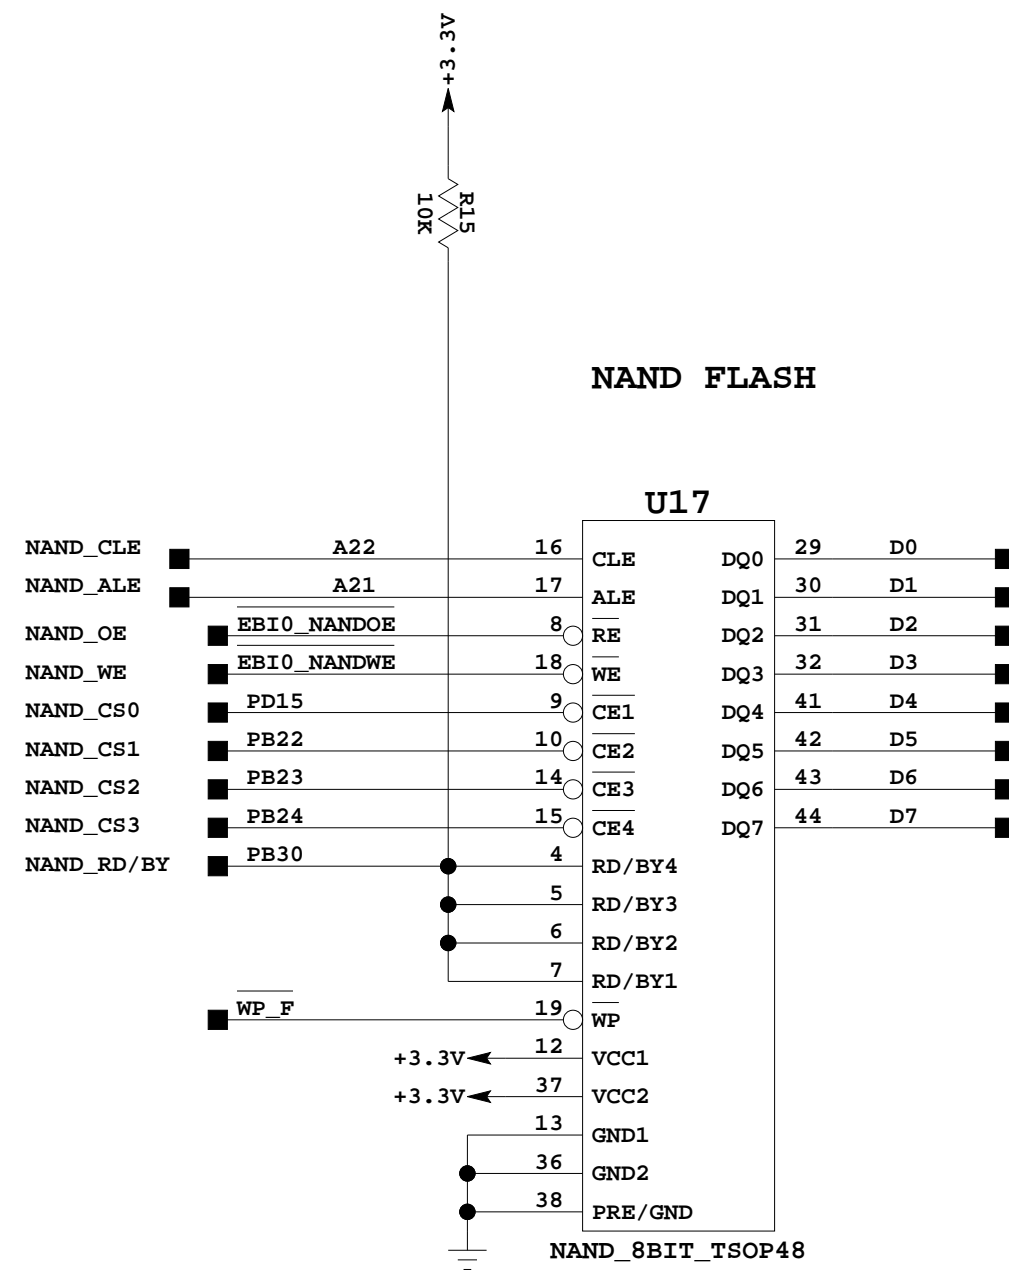 +3.3V
R15
10K
NAND FLASH
U17
NAND_CLE A22 16 CLE DQ0 29 D0
NAND_ALE A21 17 ALE DQ1 30 D1
NAND_OE EBI0_NANDOE 8 RE DQ2 31 D2
NAND_WE EBI0_NANDWE 18 WE DQ3 32 D3
NAND_CS0 PD15 9 CE1 DQ4 41 D4
NAND_CS1 PB22 10 CE2 DQ5 42 D5
NAND_CS2 PB23 14 CE3 DQ6 43 D6
NAND_CS3 PB24 15 CE4 DQ7 44 D7
NAND_RD/BY PB30 4 RD/BY4
5 RD/BY3
6 RD/BY2
7 RD/BY1
WP_F 19 WP
+3.3V 12 VCC1
+3.3V 37 VCC2
13 GND1
36 GND2
38 PRE/GND
NAND_8BIT_TSOP48